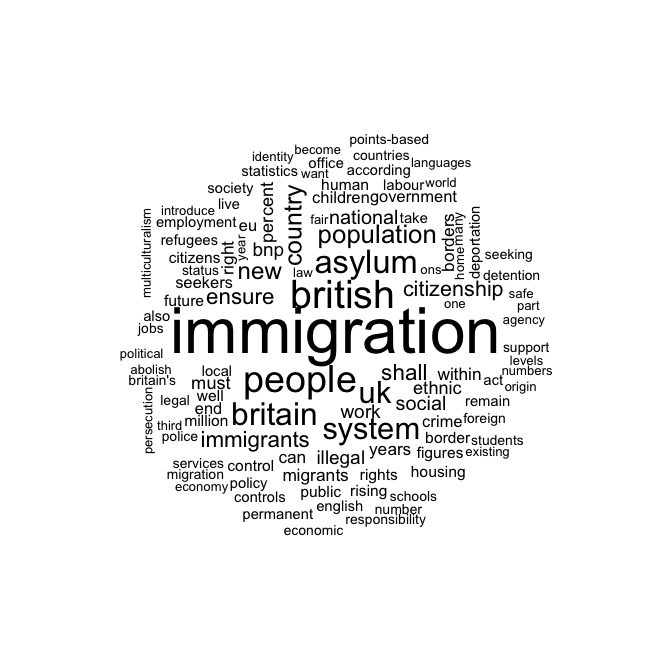 points-based
become
identity
office
countries
languages
statistics
want
according
society
human
labour
world
percent
country
children
government
live
introduce
employment
eu
fair
national
take
multiculturalism
refugees
right
year
bnp
population
borders
home
many
deportation
citizens
status
new
law
asylum
ons
seeking
seekers
detention
future
ensure
british
citizenship
safe
one
part
also
jobs
immigration
agency
political
support
levels
abolish
britain's
local
must
people
uk
shall
within
act
numbers
ethnic
origin
persecution
legal
well
end
britain
work
social
remain
third
million
system
crime
foreign
police
immigrants
border
students
years
figures
existing
services
control
can
illegal
migration
migrants
rights
housing
economy
policy
controls
public
rising
schools
permanent
english
number
responsibility
economic